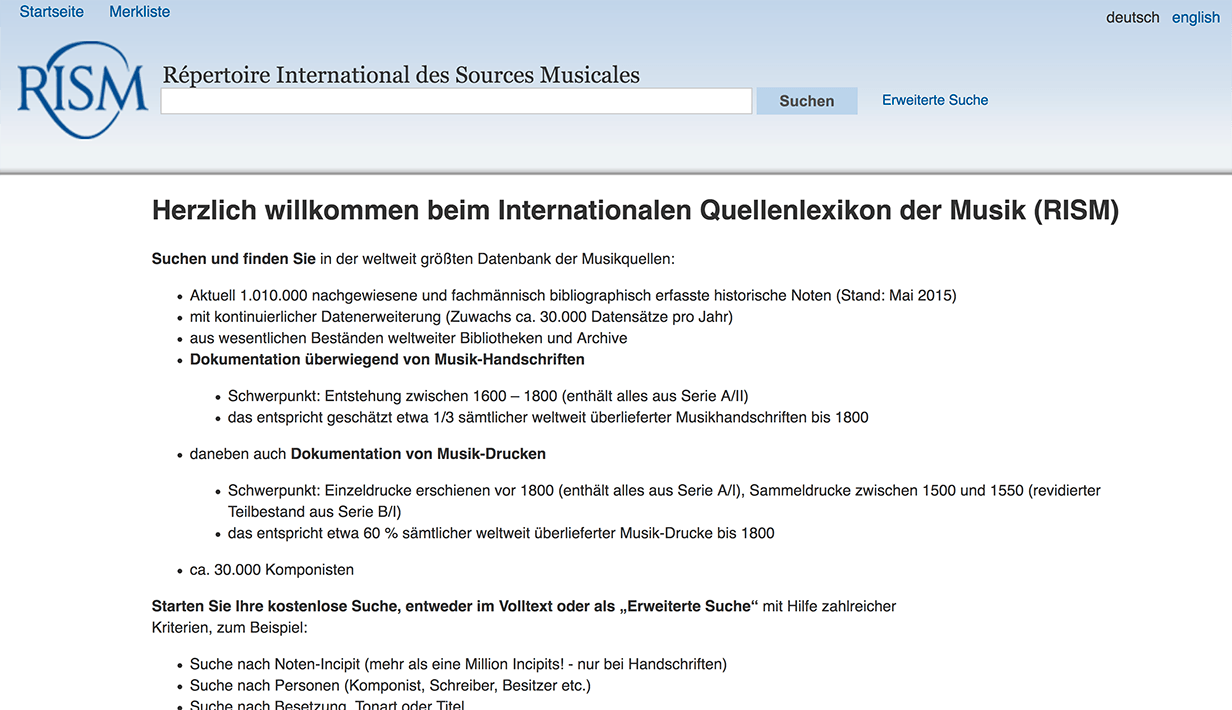 Startseite Merkliste
deutsch english
RISM
Répertoire International des Sources Musicales
Suchen Erweiterte Suche
Herzlich willkommen beim Internationalen Quellenlexikon der Musik (RISM)
Suchen und finden Sie in der weltweit größten Datenbank der Musikquellen:
• Aktuell 1.010.000 nachgewiesene und fachmännisch bibliographisch erfasste historische Noten (Stand: Mai 2015)
• mit kontinuierlicher Datenerweiterung (Zuwachs ca. 30.000 Datensätze pro Jahr)
• aus wesentlichen Beständen weltweiter Bibliotheken und Archive
• Dokumentation überwiegend von Musik-Handschriften
• Schwerpunkt: Entstehung zwischen 1600 – 1800 (enthält alles aus Serie A/II)
• das entspricht geschätzt etwa 1/3 sämtlicher weltweit überlieferter Musikhandschriften bis 1800
• daneben auch Dokumentation von Musik-Drucken
• Schwerpunkt: Einzeldrucke erschienen vor 1800 (enthält alles aus Serie A/I), Sammeldrucke zwischen 1500 und 1550 (revidierter
Teilbestand aus Serie B/I)
• das entspricht etwa 60 % sämtlicher weltweit überlieferter Musik-Drucke bis 1800
• ca. 30.000 Komponisten
Starten Sie Ihre kostenlose Suche, entweder im Volltext oder als „Erweiterte Suche“ mit Hilfe zahlreicher
Kriterien, zum Beispiel:
• Suche nach Noten-Incipit (mehr als eine Million Incipits! - nur bei Handschriften)
• Suche nach Personen (Komponist, Schreiber, Besitzer etc.)
• Suche nach Besetzung, Tonart oder Titel